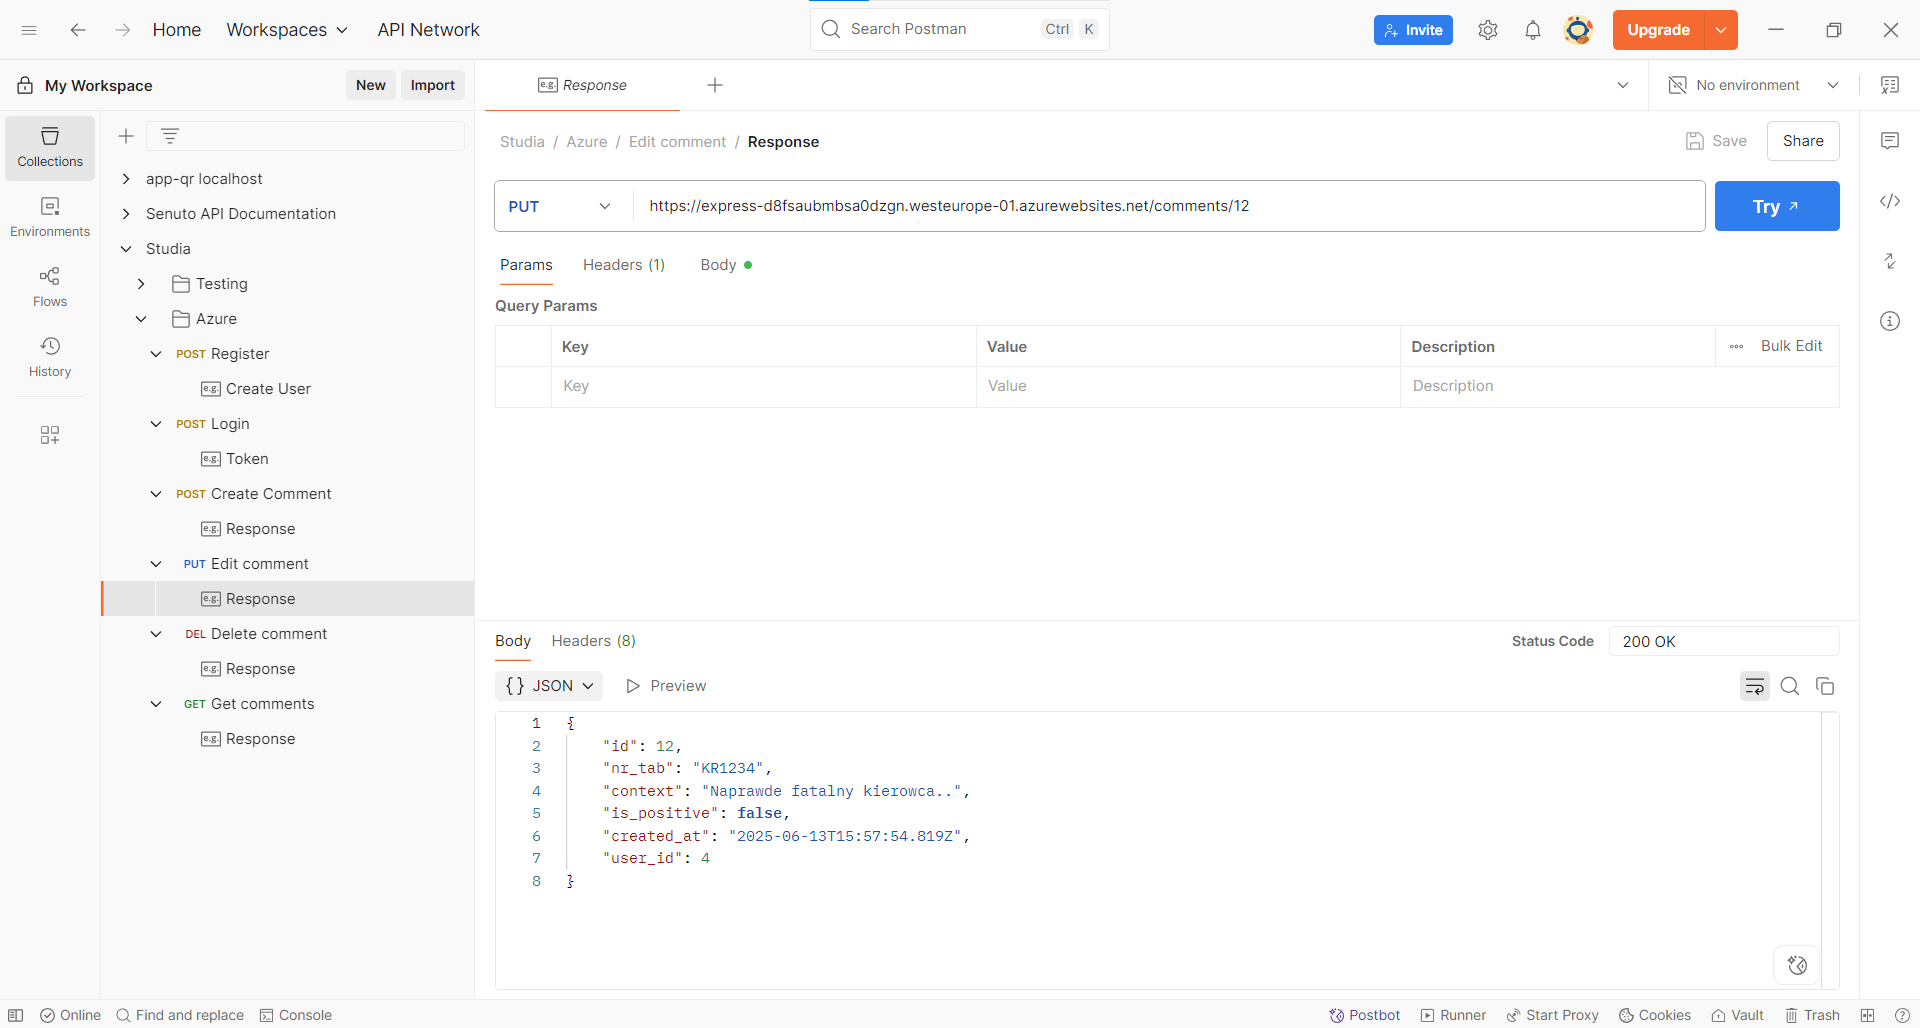 Home
Workspaces
API Network
Search Postman
Ctrl
K
Invite
Upgrade
My Workspace
New
Import
e.g. Response
No environment
Collections
Environments
Flows
History
app-qr localhost
Senuto API Documentation
Studia
Testing
Azure
POST Register
e.g. Create User
POST Login
e.g. Token
POST Create Comment
e.g. Response
PUT Edit comment
e.g. Response
DEL Delete comment
e.g. Response
GET Get comments
e.g. Response
Studia / Azure / Edit comment / Response
Save
Share
PUT
https://express-d8fsaubmbsa0dzgn.westeurope-01.azurewebsites.net/comments/12
Try
Params
Headers (1)
Body
Query Params
Key
Value
Description
Bulk Edit
Key
Value
Description
Body
Headers (8)
Status Code
200 OK
{} JSON
Preview
1 {
2 "id": 12,
3 "nr_tab": "KR1234",
4 "context": "Naprawde fatalny kierowca..",
5 "is_positive": false,
6 "created_at": "2025-06-13T15:57:54.819Z",
7 "user_id": 4
8 }
Online
Find and replace
Console
Postbot
Runner
Start Proxy
Cookies
Vault
Trash